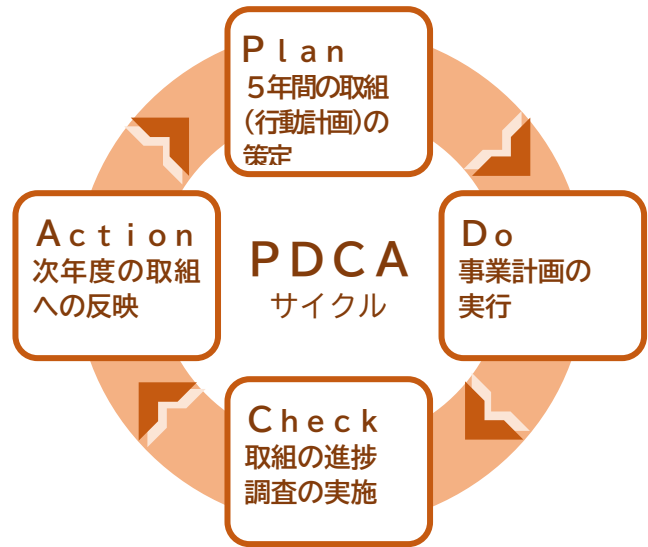 Plan
５年間の取組
(行動計画)の
策定
Action
次年度の取組
への反映
PDCA
サイクル
Do
事業計画の
実行
Check
取組の進捗
調査の実施